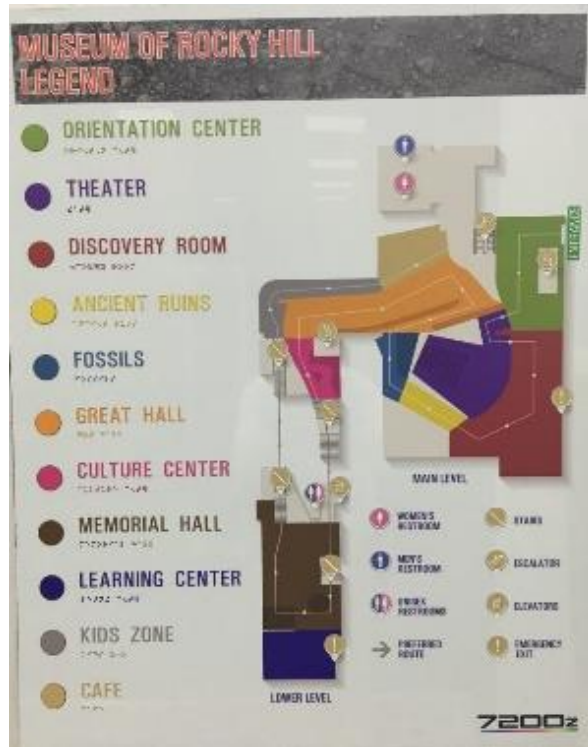 MUSEUM OF ROCKY HILL
LEGEND
ORIENTATION CENTER
THEATER
DISCOVERY ROOM
ANCIENT RUINS
FOSSILS
GREAT HALL
CULTURE CENTER
MEMORIAL HALL
LEARNING CENTER
KIDS ZONE
CAFE
MAIN LEVEL
WOMEN'S
RESTROOM
MEN'S
RESTROOM
UNISEX
RESTROOMS
PREFERRED
ROUTE
STAIRS
ESCALATOR
ELEVATORS
EMERGENCY
EXIT
LOWER LEVEL
7200z